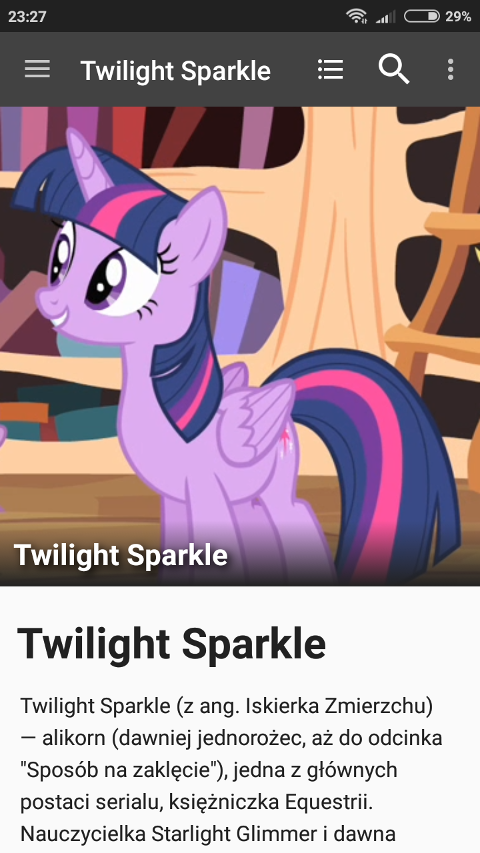 23:27
29%
Twilight Sparkle
Twilight Sparkle
Twilight Sparkle
Twilight Sparkle (z ang. Iskierka Zmierzchu)
— alikorn (dawniej jednorożec, aż do odcinka
"Sposób na zaklęcie"), jedna z głównych
postaci serialu, księżniczka Equestrii.
Nauczycielka Starlight Glimmer i dawna